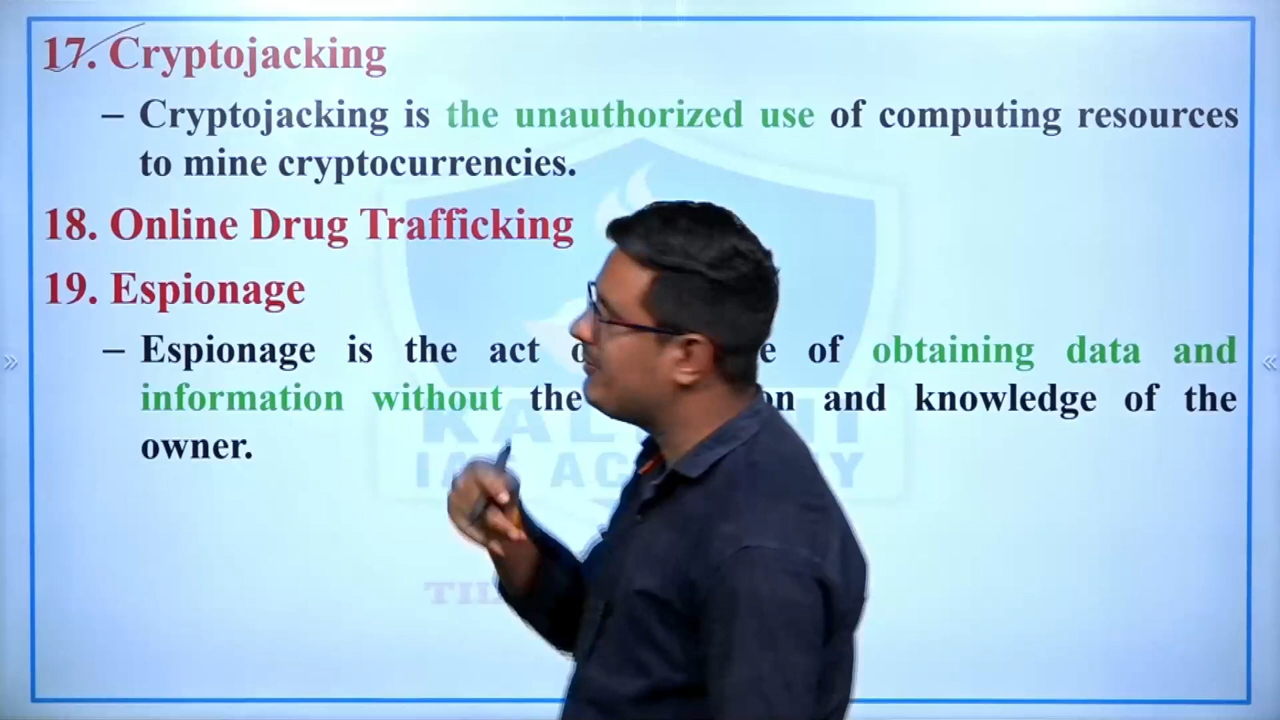 17. Cryptojacking
– Cryptojacking is the unauthorized use of computing resources
to mine cryptocurrencies.
18. Online Drug Trafficking
19. Espionage
– Espionage is the act of obtaining data and
information without the and knowledge of the
owner.
IAS